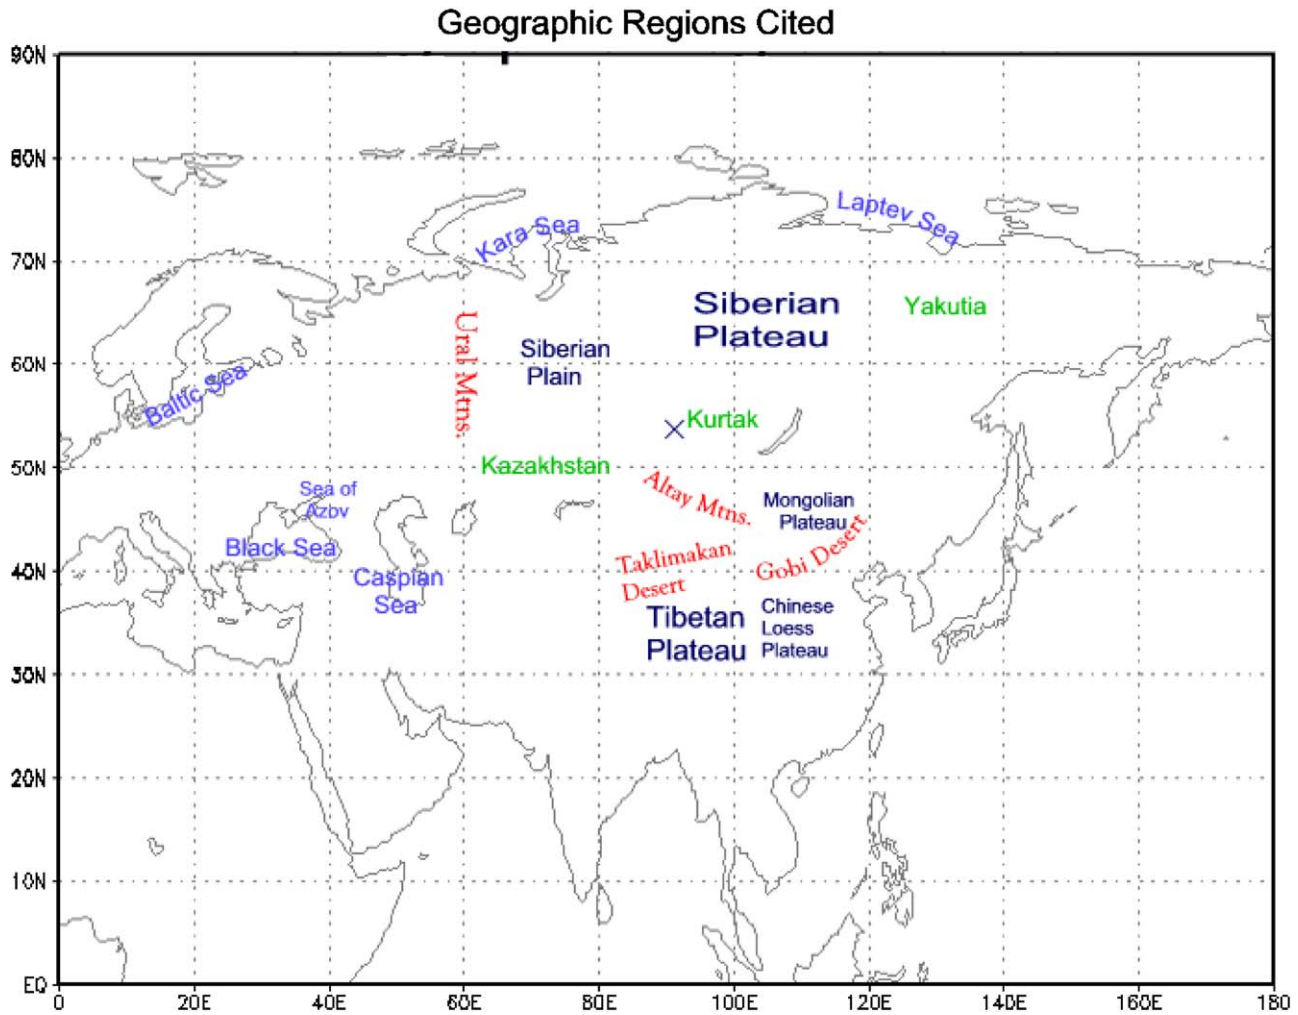 Geographic Regions Cited
90N
80N
70N
60N
50N
40N
30N
20N
10N
EQ
0
20E
40E
60E
80E
100E
120E
140E
160E
180
Kara Sea
Laptev Sea
Siberian
Plateau
Yakutia
Ural Mtns.
Siberian
Plain
Baltic Sea
Kurtak
Kazakhstan
Altay Mtns.
Sea of
Azov
Mongolian
Plateau
Black Sea
Taklimakan
Desert
Gobi Desert
Caspian
Sea
Tibetan
Plateau
Chinese
Loess
Plateau